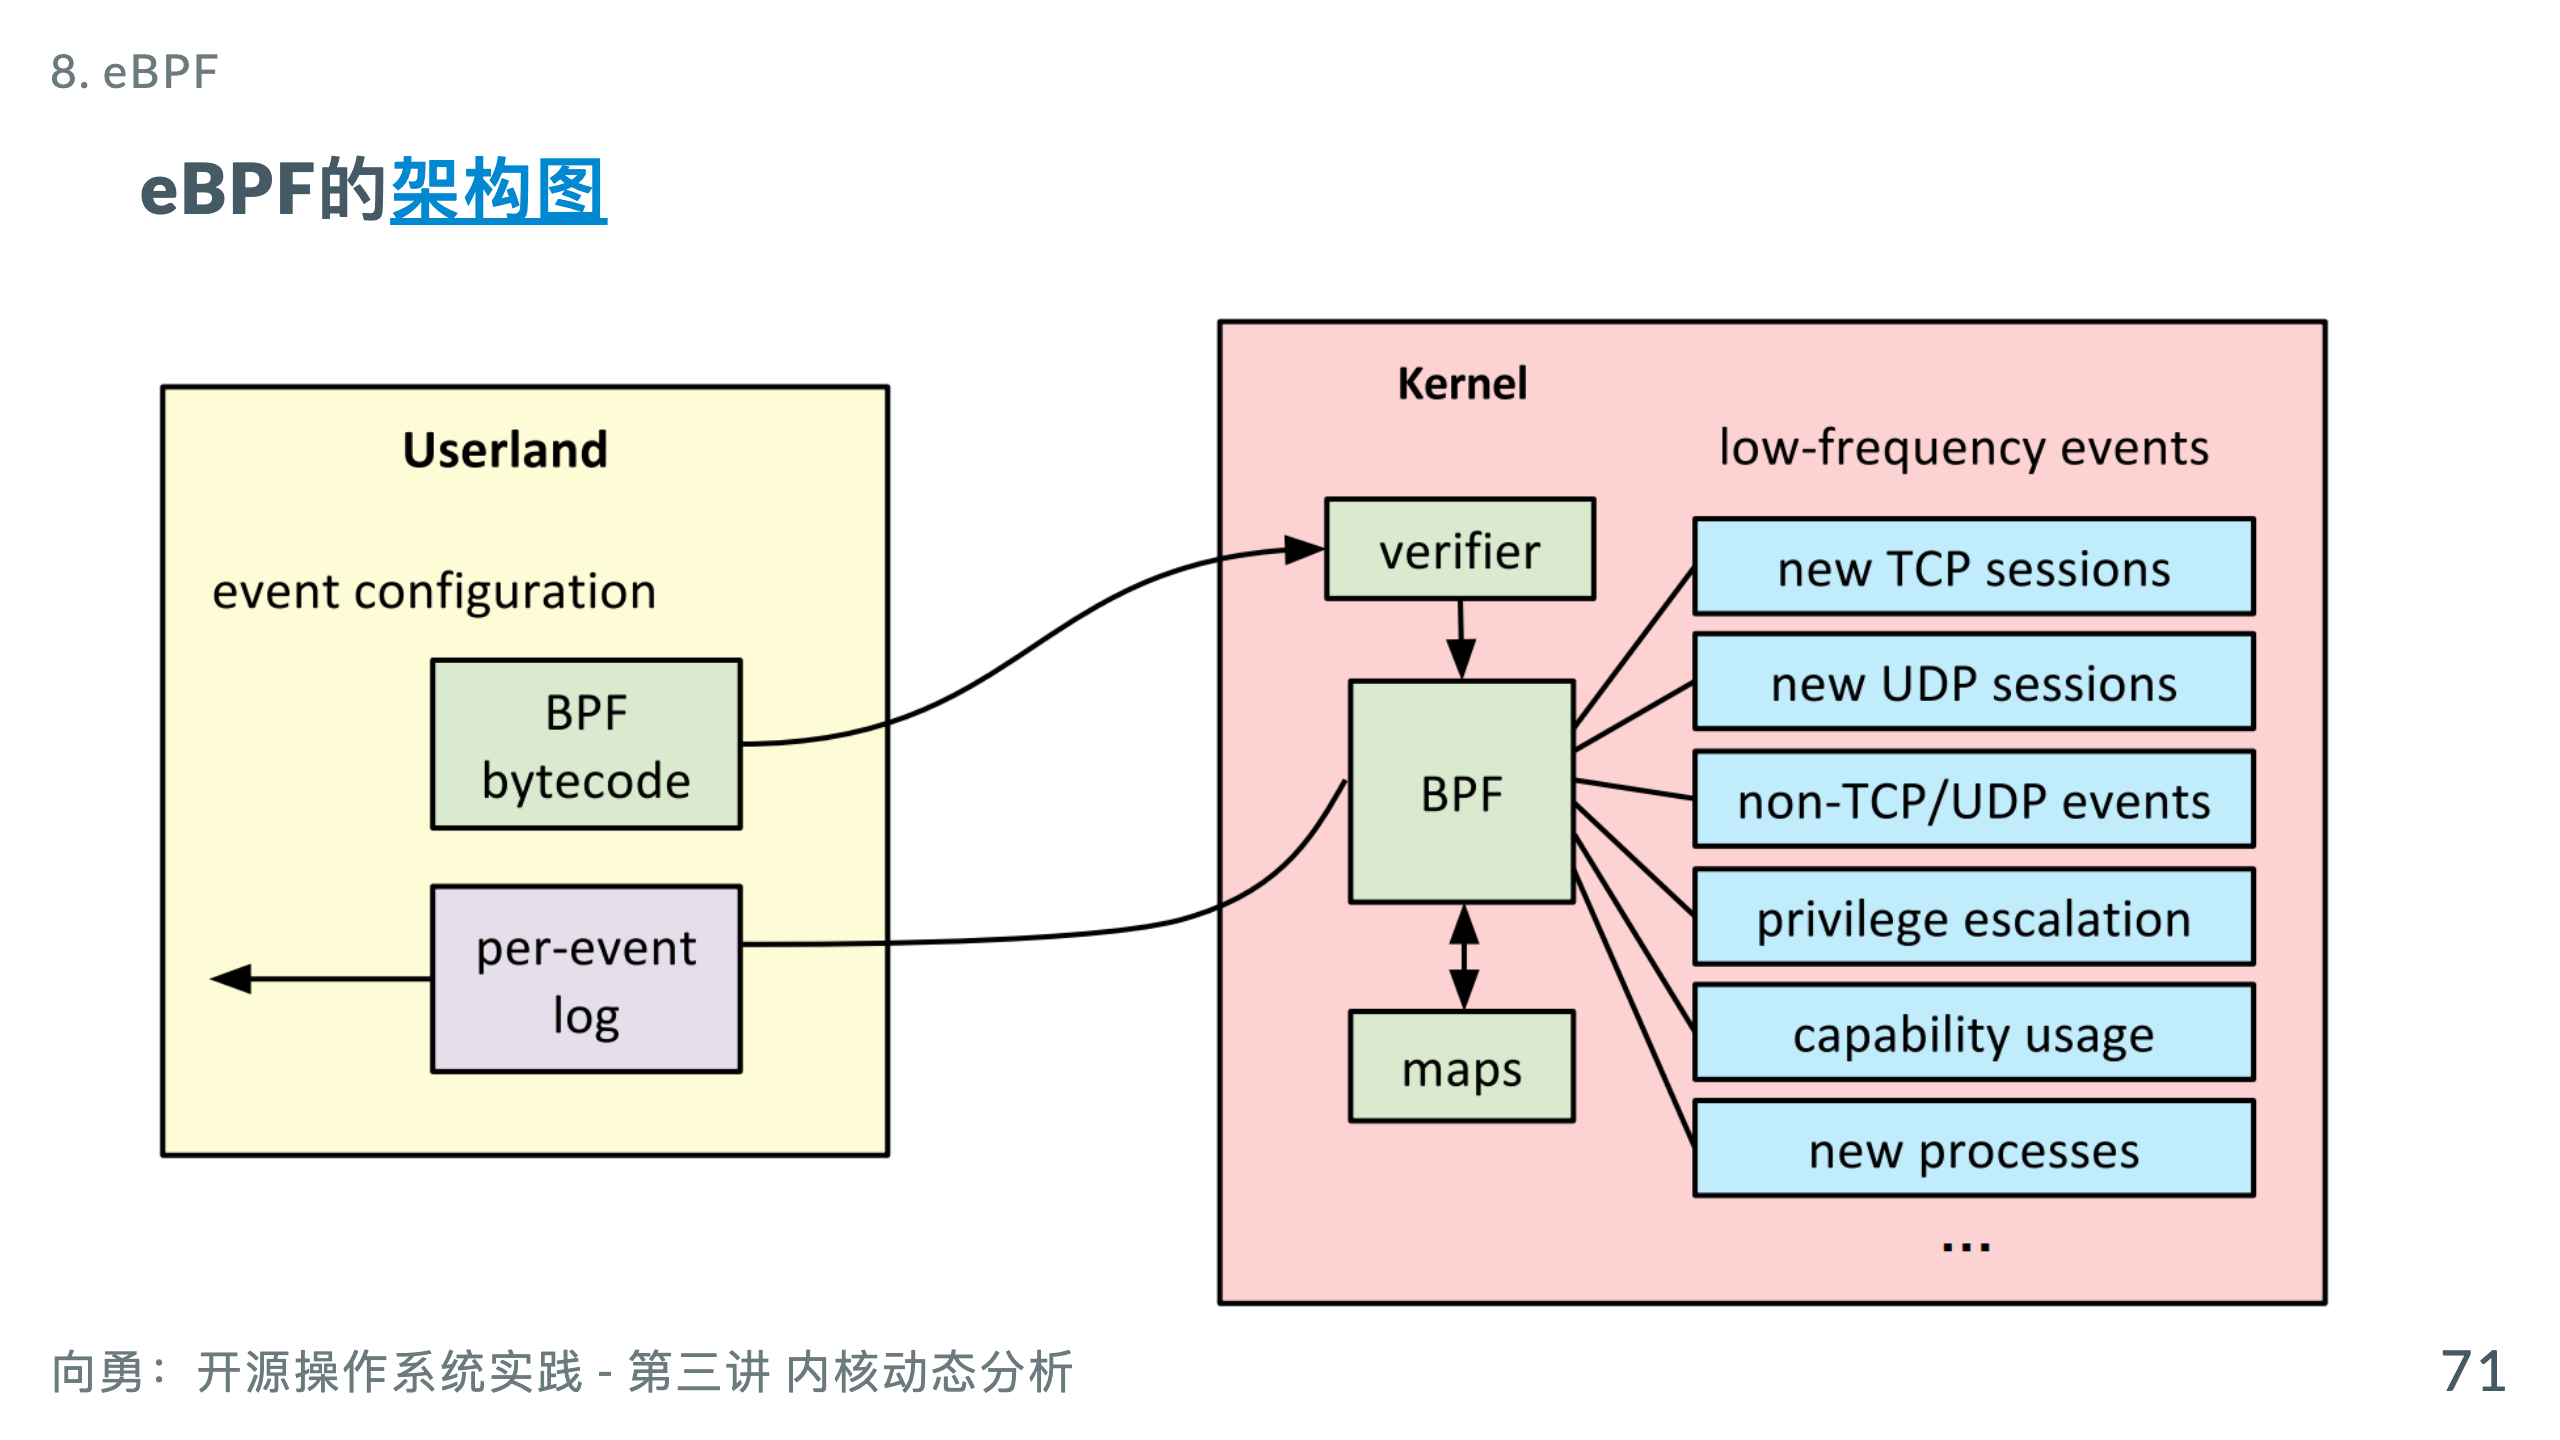 8. eBPF
eBPF的架构图
Userland
event configuration
BPF
bytecode
per-event
log
Kernel
low-frequency events
verifier
BPF
maps
new TCP sessions
new UDP sessions
non-TCP/UDP events
privilege escalation
capability usage
new processes
...
向勇：开源操作系统实践 - 第三讲 内核动态分析
71